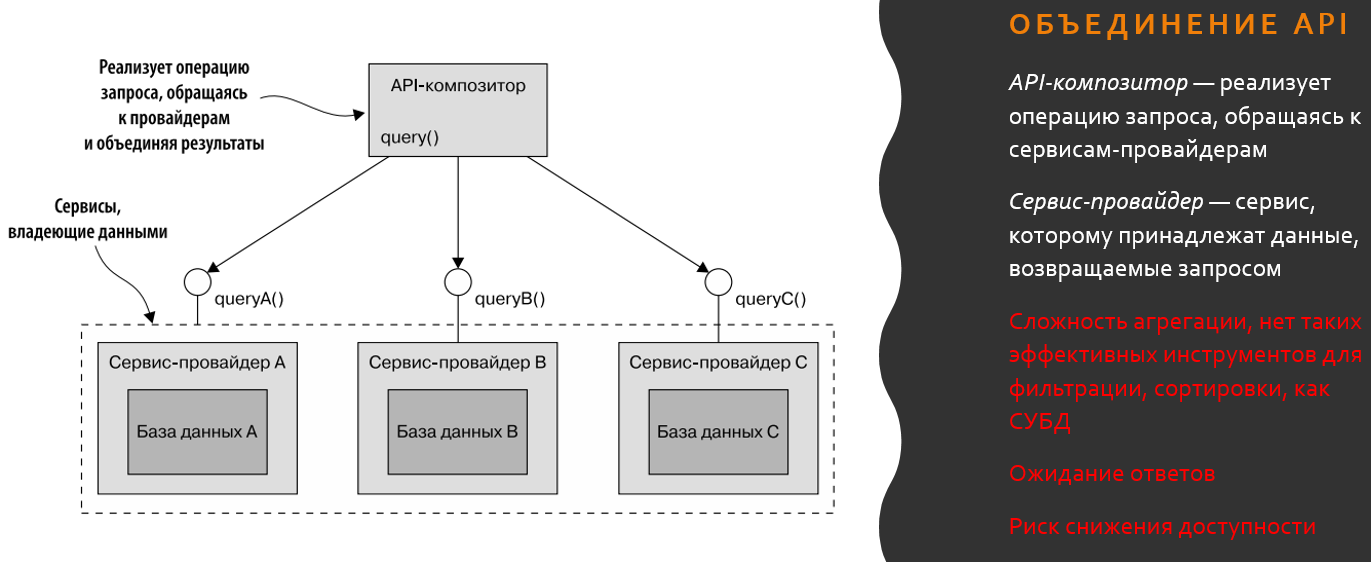 Реализует операцию
запроса, обращаясь
к провайдерам
и объединяя результаты
API-композитор
query()
Сервисы,
владеющие данными
queryA()
queryB()
queryC()
Сервис-провайдер A
База данных A
Сервис-провайдер B
База данных B
Сервис-провайдер C
База данных C
ОБЪЕДИНЕНИЕ API
API-композитор — реализует
операцию запроса, обращаясь к
сервисам-провайдерам
Сервис-провайдер — сервис,
которому принадлежат данные,
возвращаемые запросом
Сложность агрегации, нет таких
эффективных инструментов для
фильтрации, сортировки, как
СУБД
Ожидание ответов
Риск снижения доступности